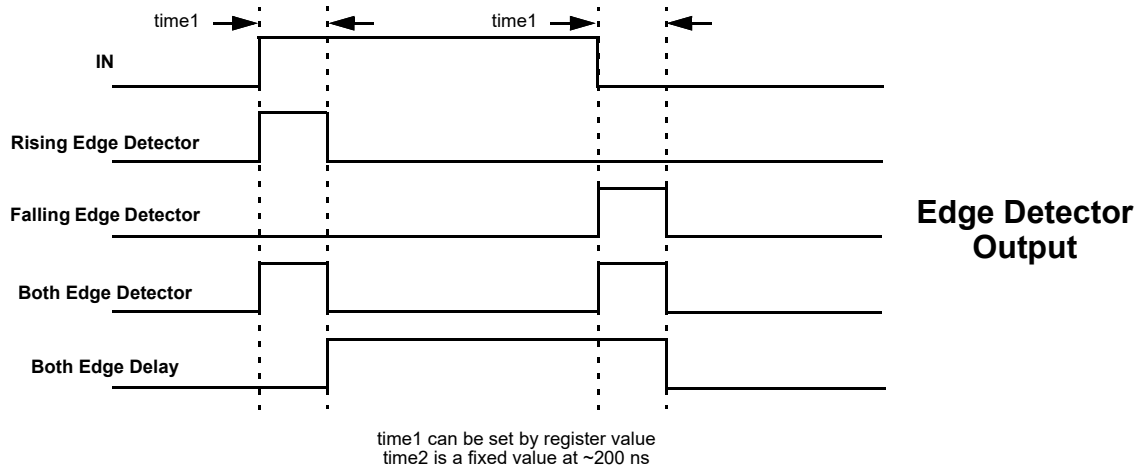 time1
time1
IN
Rising Edge Detector
Falling Edge Detector
Edge Detector
Output
Both Edge Detector
Both Edge Delay
time1 can be set by register value
time2 is a fixed value at ~200 ns